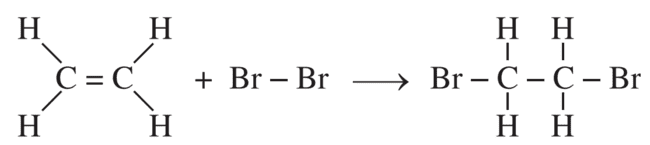 H H H H
C = C + Br – Br ⟶ Br – C – C – Br
H H H H